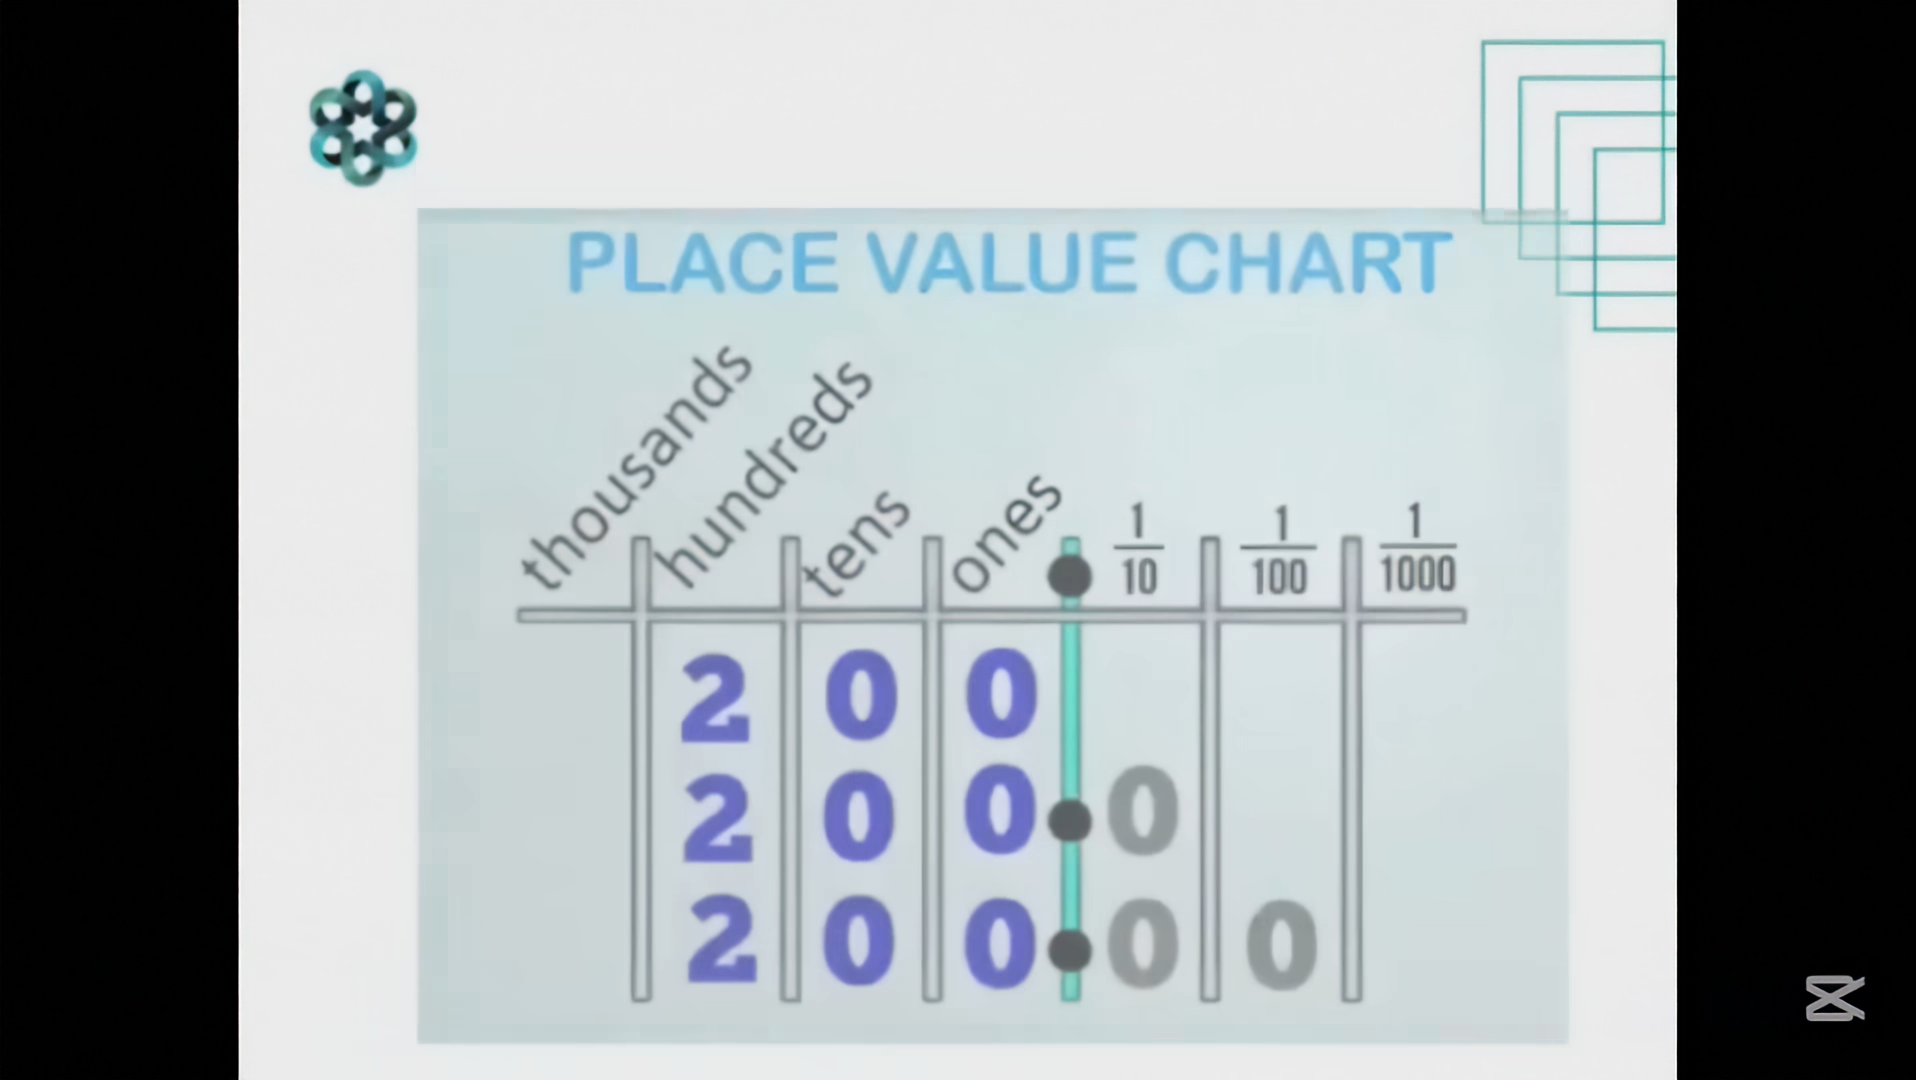 PLACE VALUE CHART
thousands hundreds tens ones . 1/10 1/100 1/1000
2 0 0
2 0 0 . 0
2 0 0 . 0 0